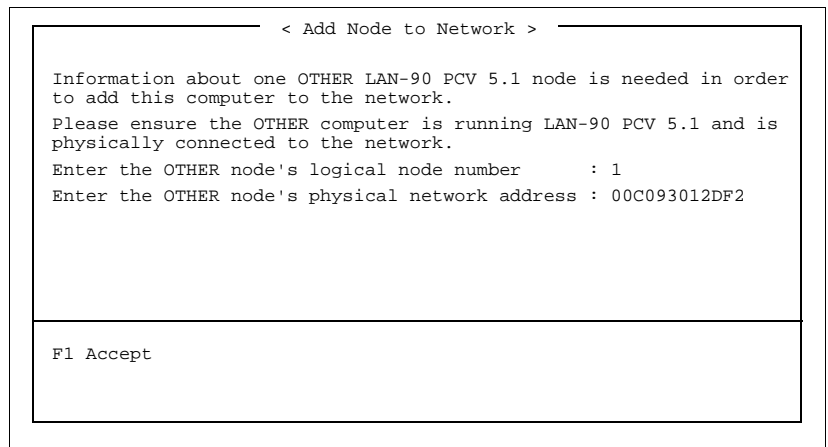 < Add Node to Network >
Information about one OTHER LAN-90 PCV 5.1 node is needed in order
to add this computer to the network.
Please ensure the OTHER computer is running LAN-90 PCV 5.1 and is
physically connected to the network.
Enter the OTHER node's logical node number : 1
Enter the OTHER node's physical network address : 00C093012DF2
F1 Accept